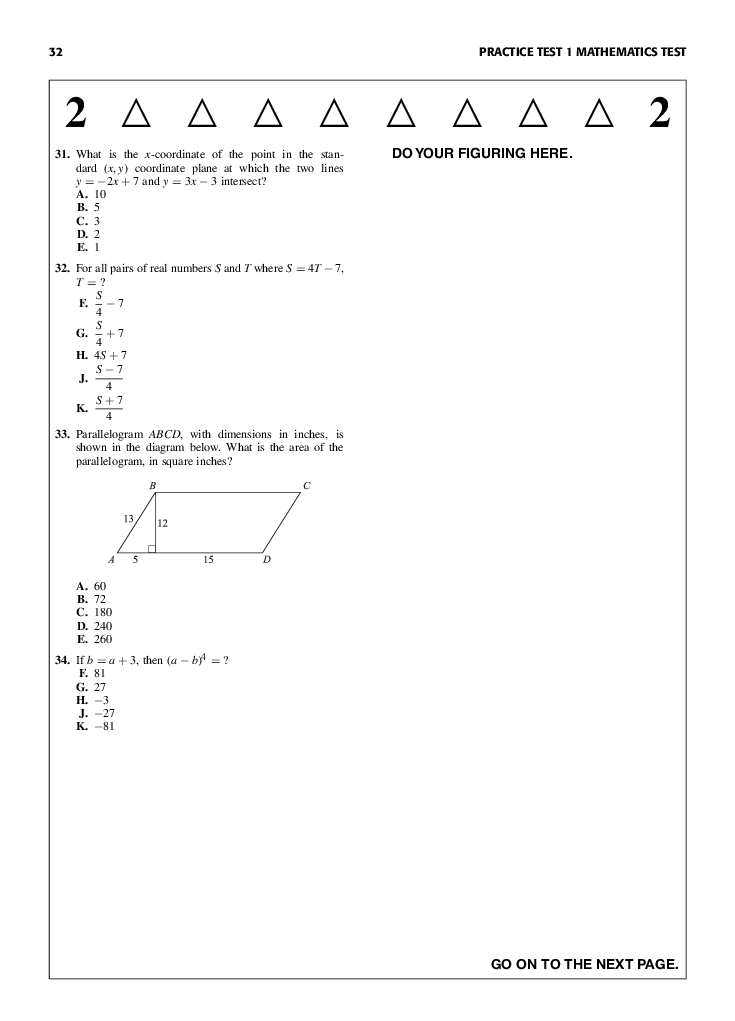 32
PRACTICE TEST 1 MATHEMATICS TEST
2
2
31. What is the x-coordinate of the point in the stan-
dard (x, y) coordinate plane at which the two lines
y = −2x + 7 and y = 3x − 3 intersect?
A. 10
B. 5
C. 3
D. 2
E. 1
32. For all pairs of real numbers S and T where S = 4T − 7,
T = ?
F. S/4 − 7
G. S/4 + 7
H. 4S + 7
J. (S − 7)/4
K. (S + 7)/4
33. Parallelogram ABCD, with dimensions in inches, is
shown in the diagram below. What is the area of the
parallelogram, in square inches?
B
C
13
12
A
5
15
D
A. 60
B. 72
C. 180
D. 240
E. 260
34. If b = a + 3, then (a − b)⁴ = ?
F. 81
G. 27
H. −3
J. −27
K. −81
DO YOUR FIGURING HERE.
GO ON TO THE NEXT PAGE.